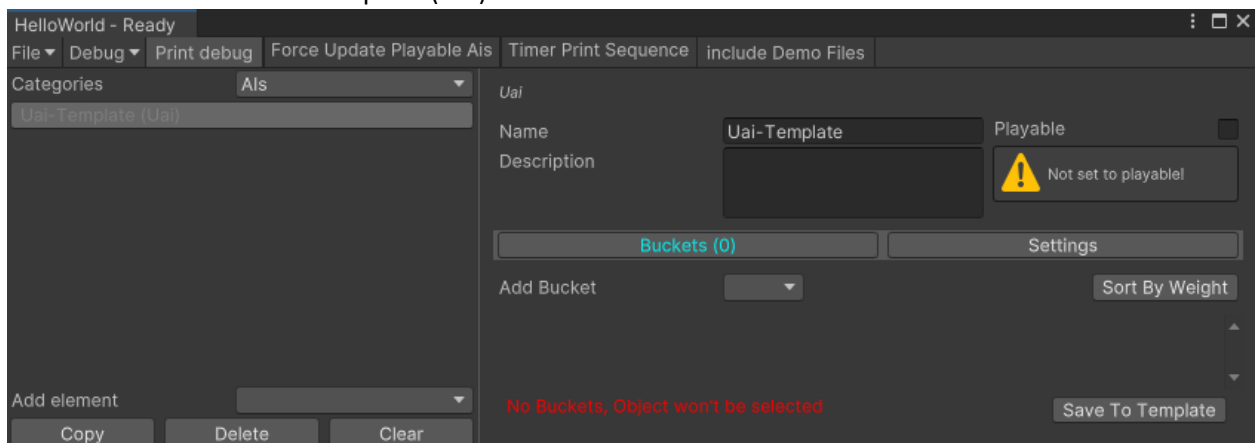 HelloWorld - Ready
File Debug Print debug Force Update Playable Ais Timer Print Sequence include Demo Files
Categories AIs
Uai-Template (Uai)
Uai
Name Uai-Template Playable
Description
Not set to playable!
Buckets (0) Settings
Add Bucket Sort By Weight
Add element
No Buckets, Object won't be selected
Save To Template
Copy Delete Clear